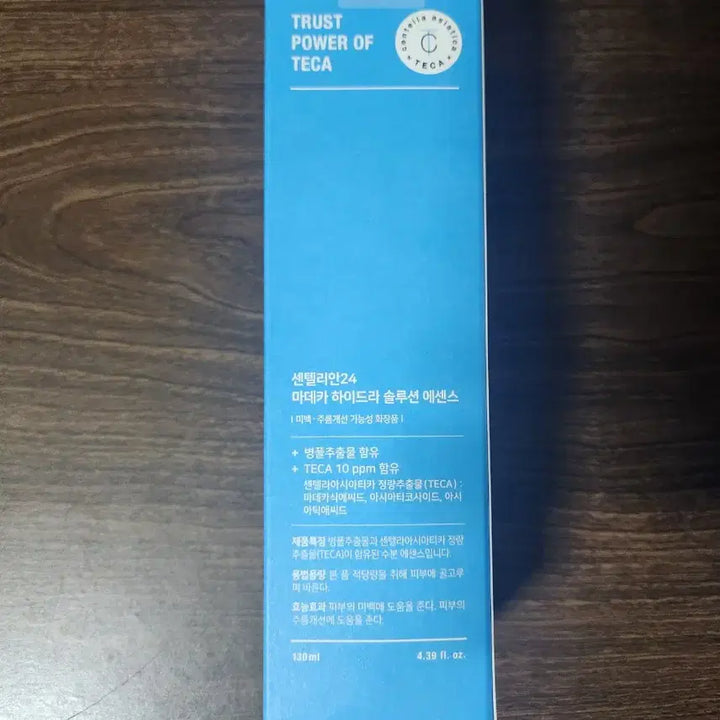 TRUST
POWER OF
TECA
centella asiatica
TECA
센텔리안24
마데카 하이드라 솔루션 에센스
| 미백·주름개선 기능성 화장품 |
+ 병풀추출물 함유
+ TECA 10 ppm 함유
센텔라아시아티카 정량추출물(TECA) :
마데카식애씨드, 아시아티코사이드, 아시
아틱애씨드
제품특징 병풀추출물과 센텔라아시아티카 정량
추출물(TECA)이 함유된 수분 에센스입니다.
용법용량 본 품 적당량을 취해 피부에 골고루
펴 바른다.
효능효과 피부의 미백에 도움을 준다. 피부의
주름개선에 도움을 준다.
130ml
4.39 fl. oz.